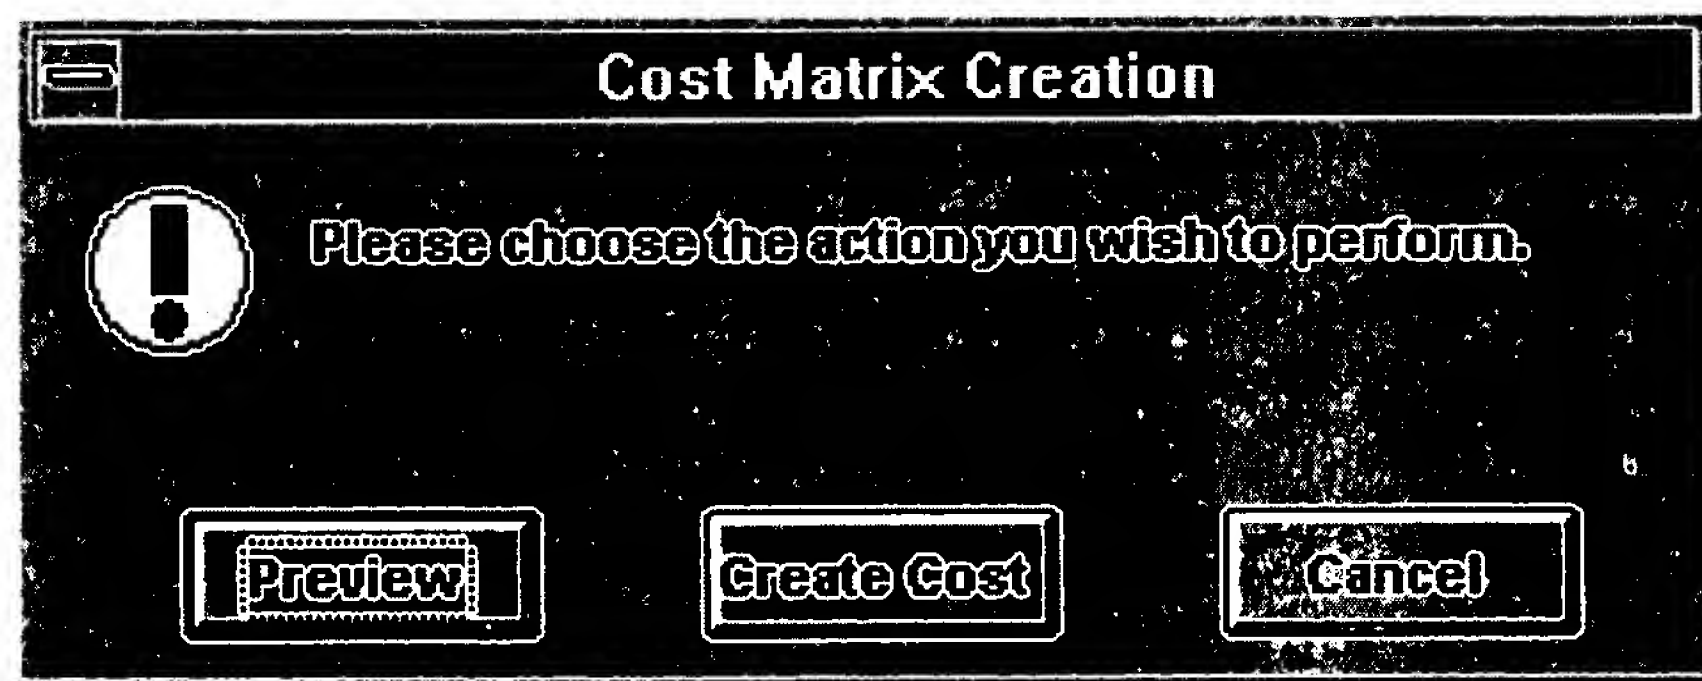 Cost Matrix Creation
Please choose the action you wish to perform.
Preview Create Cost Cancel